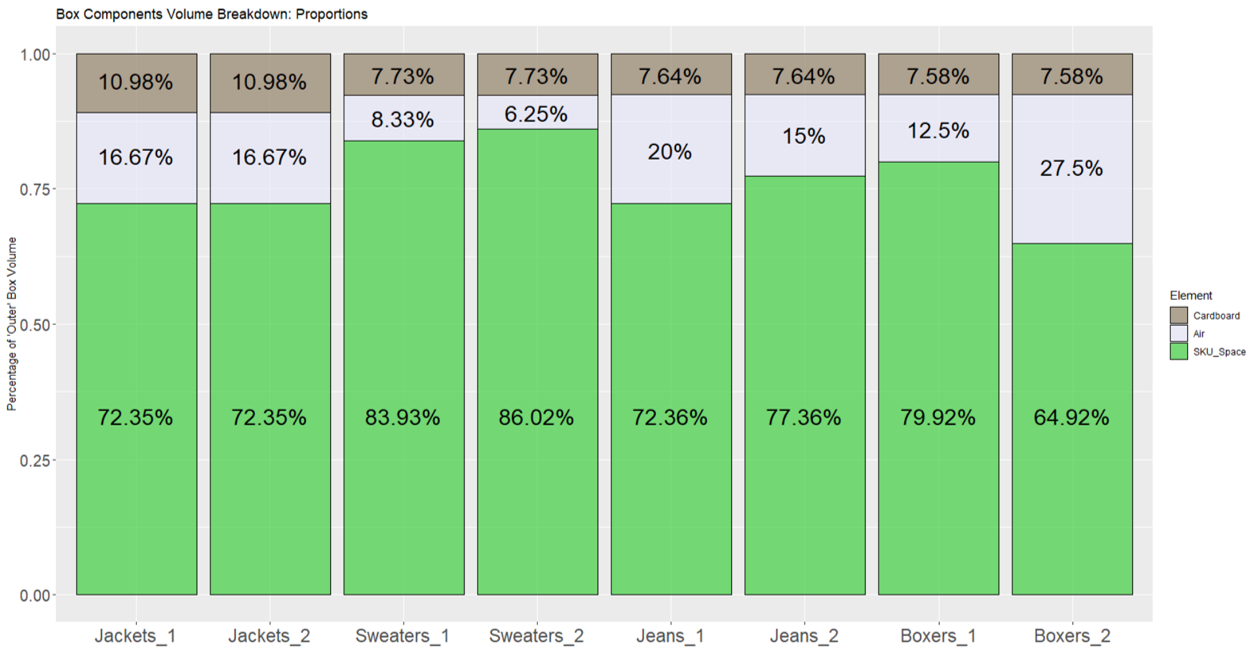 Box Components Volume Breakdown: Proportions
Percentage of 'Outer' Box Volume
1.00
0.75
0.50
0.25
0.00
10.98% 10.98% 7.73% 7.73% 7.64% 7.64% 7.58% 7.58%
16.67% 16.67% 8.33% 6.25% 20% 15% 12.5% 27.5%
72.35% 72.35% 83.93% 86.02% 72.36% 77.36% 79.92% 64.92%
Jackets_1 Jackets_2 Sweaters_1 Sweaters_2 Jeans_1 Jeans_2 Boxers_1 Boxers_2
Element
Cardboard
Air
SKU_Space